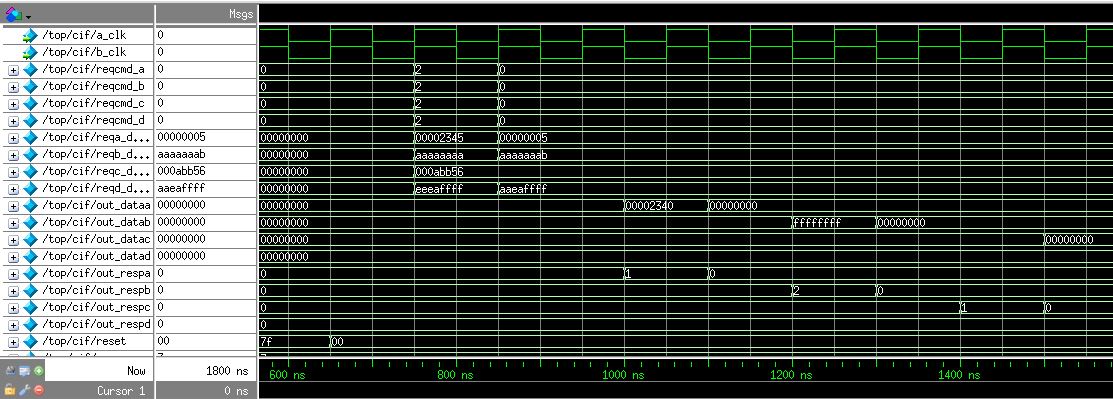 Msgs
/top/cif/a_clk 0
/top/cif/b_clk 0
/top/cif/reqcmd_a 0 0 2 0
/top/cif/reqcmd_b 0 0 2 0
/top/cif/reqcmd_c 0 0 2 0
/top/cif/reqcmd_d 0 0 2 0
/top/cif/reqa_d... 00000005 00000000 00002345 00000005
/top/cif/reqb_d... aaaaaaab 00000000 aaaaaaaa aaaaaaab
/top/cif/reqc_d... 000abb56 00000000 000abb56
/top/cif/reqd_d... aaeaffff 00000000 eeeaffff aaeaffff
/top/cif/out_dataa 00000000 00000000 00002340 00000000
/top/cif/out_datab 00000000 00000000 ffffffff 00000000
/top/cif/out_datac 00000000 00000000 00000000
/top/cif/out_datad 00000000 00000000
/top/cif/out_respa 0 0 1 0
/top/cif/out_respb 0 0 2 0
/top/cif/out_respc 0 0 1 0
/top/cif/out_respd 0 0
/top/cif/reset 00 7f 00
Now 1800 ns 600 ns 800 ns 1000 ns 1200 ns 1400 ns
Cursor 1 0 ns